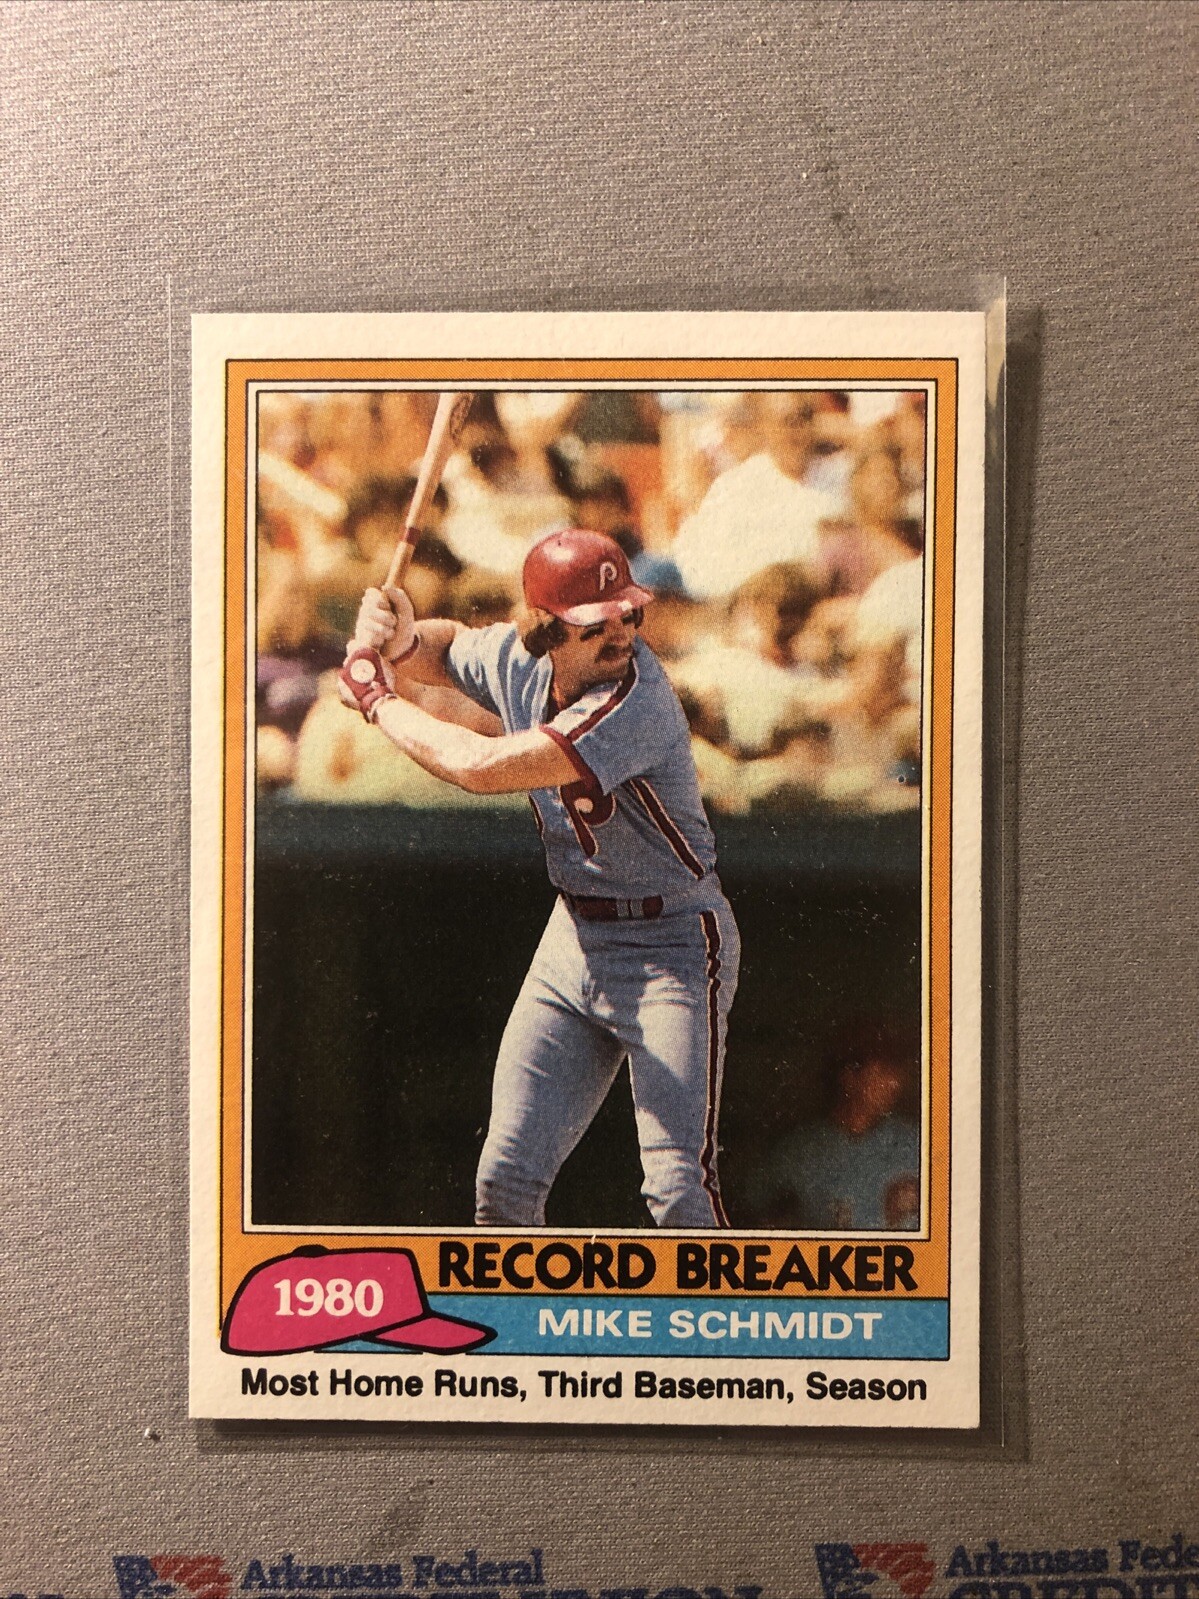 P
P
RECORD BREAKER
1980
MIKE SCHMIDT
Most Home Runs, Third Baseman, Season
Arkansas Federal
Arkansas Fede